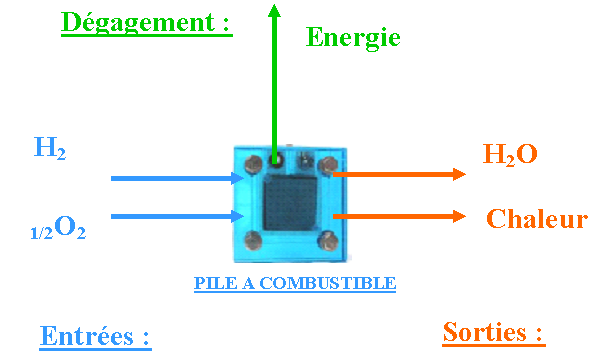 Dégagement :
Energie
H₂
H₂O
1/2O₂
Chaleur
PILE A COMBUSTIBLE
Entrées :
Sorties :